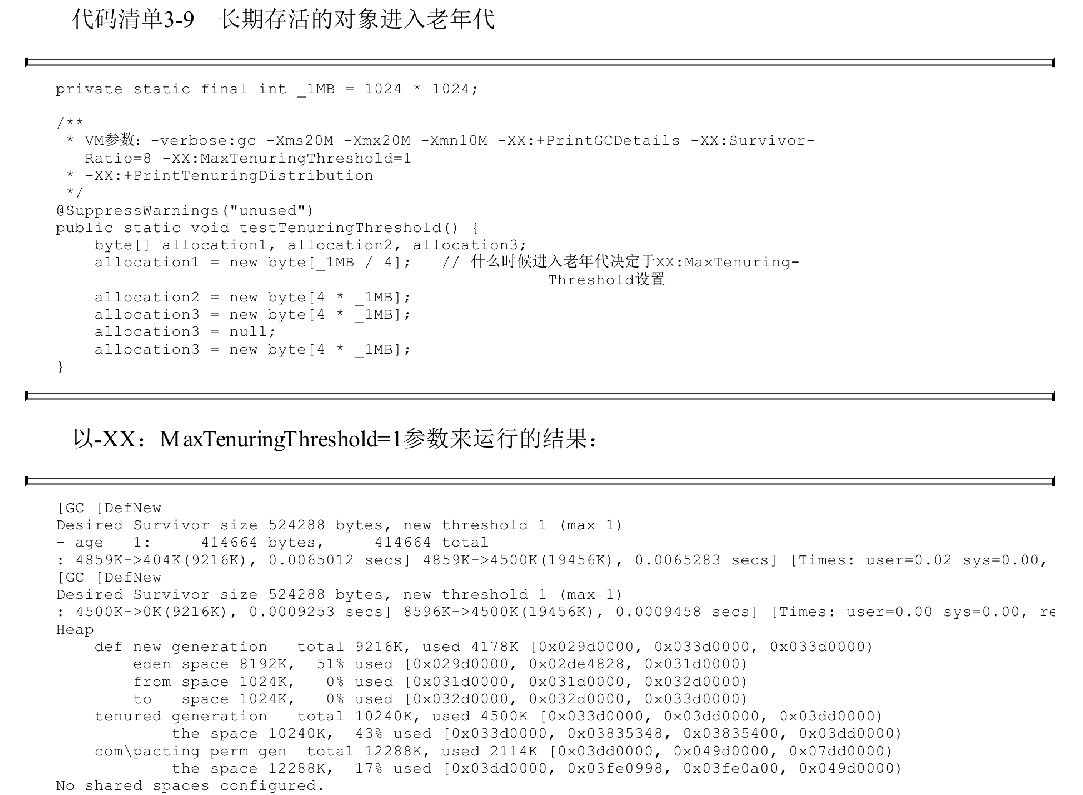 代码清单3-9 长期存活的对象进入老年代
private static final int _1MB = 1024 * 1024;
/**
 * VM参数：-verbose:gc -Xms20M -Xmx20M -Xmn10M -XX:+PrintGCDetails -XX:Survivor-
   Ratio=8 -XX:MaxTenuringThreshold=1
 * -XX:+PrintTenuringDistribution
 */
@SuppressWarnings("unused")
public static void testTenuringThreshold() {
    byte[] allocation1, allocation2, allocation3;
    allocation1 = new byte[_1MB / 4];   // 什么时候进入老年代决定于XX:MaxTenuring-
                                                    Threshold设置
    allocation2 = new byte[4 * _1MB];
    allocation3 = new byte[4 * _1MB];
    allocation3 = null;
    allocation3 = new byte[4 * _1MB];
}
以-XX：MaxTenuringThreshold=1参数来运行的结果：
[GC [DefNew
Desired Survivor size 524288 bytes, new threshold 1 (max 1)
- age   1:     414664 bytes,     414664 total
: 4859K->404K(9216K), 0.0065012 secs] 4859K->4500K(19456K), 0.0065283 secs] [Times: user=0.02 sys=0.00,
[GC [DefNew
Desired Survivor size 524288 bytes, new threshold 1 (max 1)
: 4500K->0K(9216K), 0.0009253 secs] 8596K->4500K(19456K), 0.0009458 secs] [Times: user=0.00 sys=0.00, re
Heap
    def new generation   total 9216K, used 4178K [0x029d0000, 0x033d0000, 0x033d0000)
        eden space 8192K,  51% used [0x029d0000, 0x02de4828, 0x031d0000)
        from space 1024K,   0% used [0x031d0000, 0x031d0000, 0x032d0000)
        to   space 1024K,   0% used [0x032d0000, 0x032d0000, 0x033d0000)
    tenured generation   total 10240K, used 4500K [0x033d0000, 0x03dd0000, 0x03dd0000)
            the space 10240K,  43% used [0x033d0000, 0x03835348, 0x03835400, 0x03dd0000)
    com\pacting perm gen  total 12288K, used 2114K [0x03dd0000, 0x049d0000, 0x07dd0000)
            the space 12288K,  17% used [0x03dd0000, 0x03fe0998, 0x03fe0a00, 0x049d0000)
No shared spaces configured.